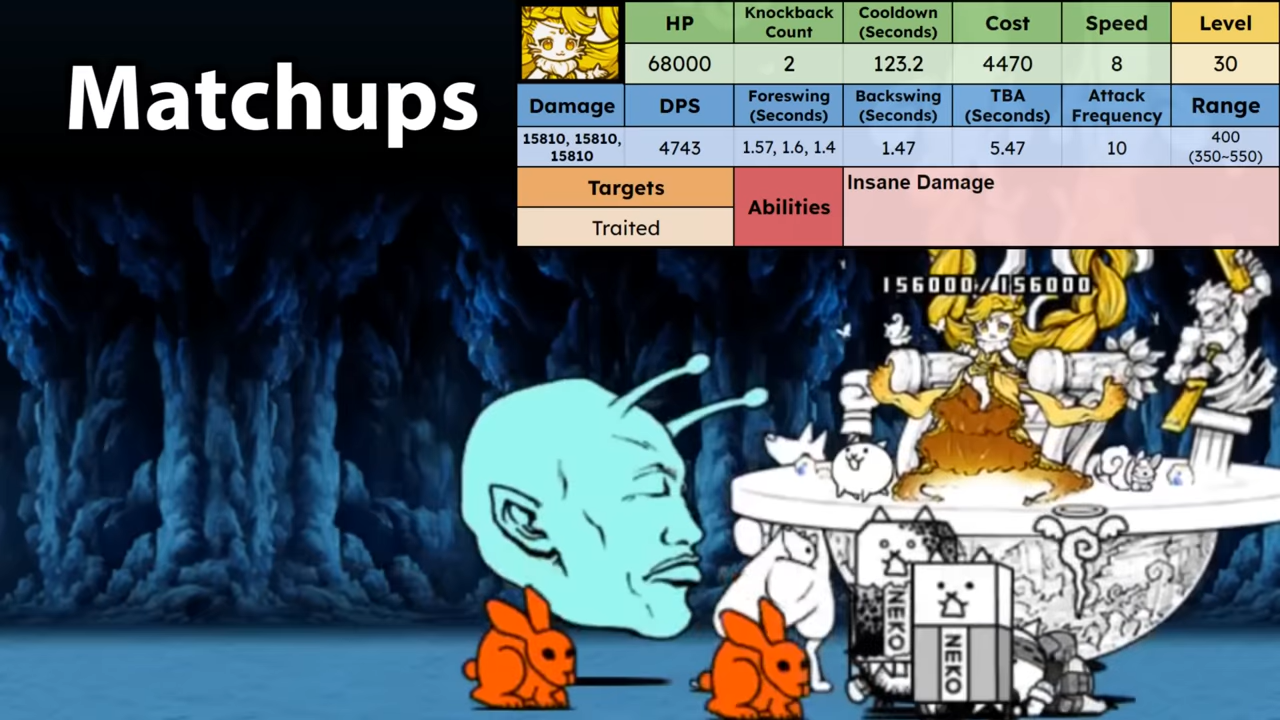 Matchups
HP
Knockback
Count
Cooldown
(Seconds)
Cost
Speed
Level
68000
2
123.2
4470
8
30
Damage
DPS
Foreswing
(Seconds)
Backswing
(Seconds)
TBA
(Seconds)
Attack
Frequency
Range
15810, 15810,
15810
4743
1.57, 1.6, 1.4
1.47
5.47
10
400
(350~550)
Targets
Traited
Abilities
Insane Damage
156000/156000
NEKO
NEKO